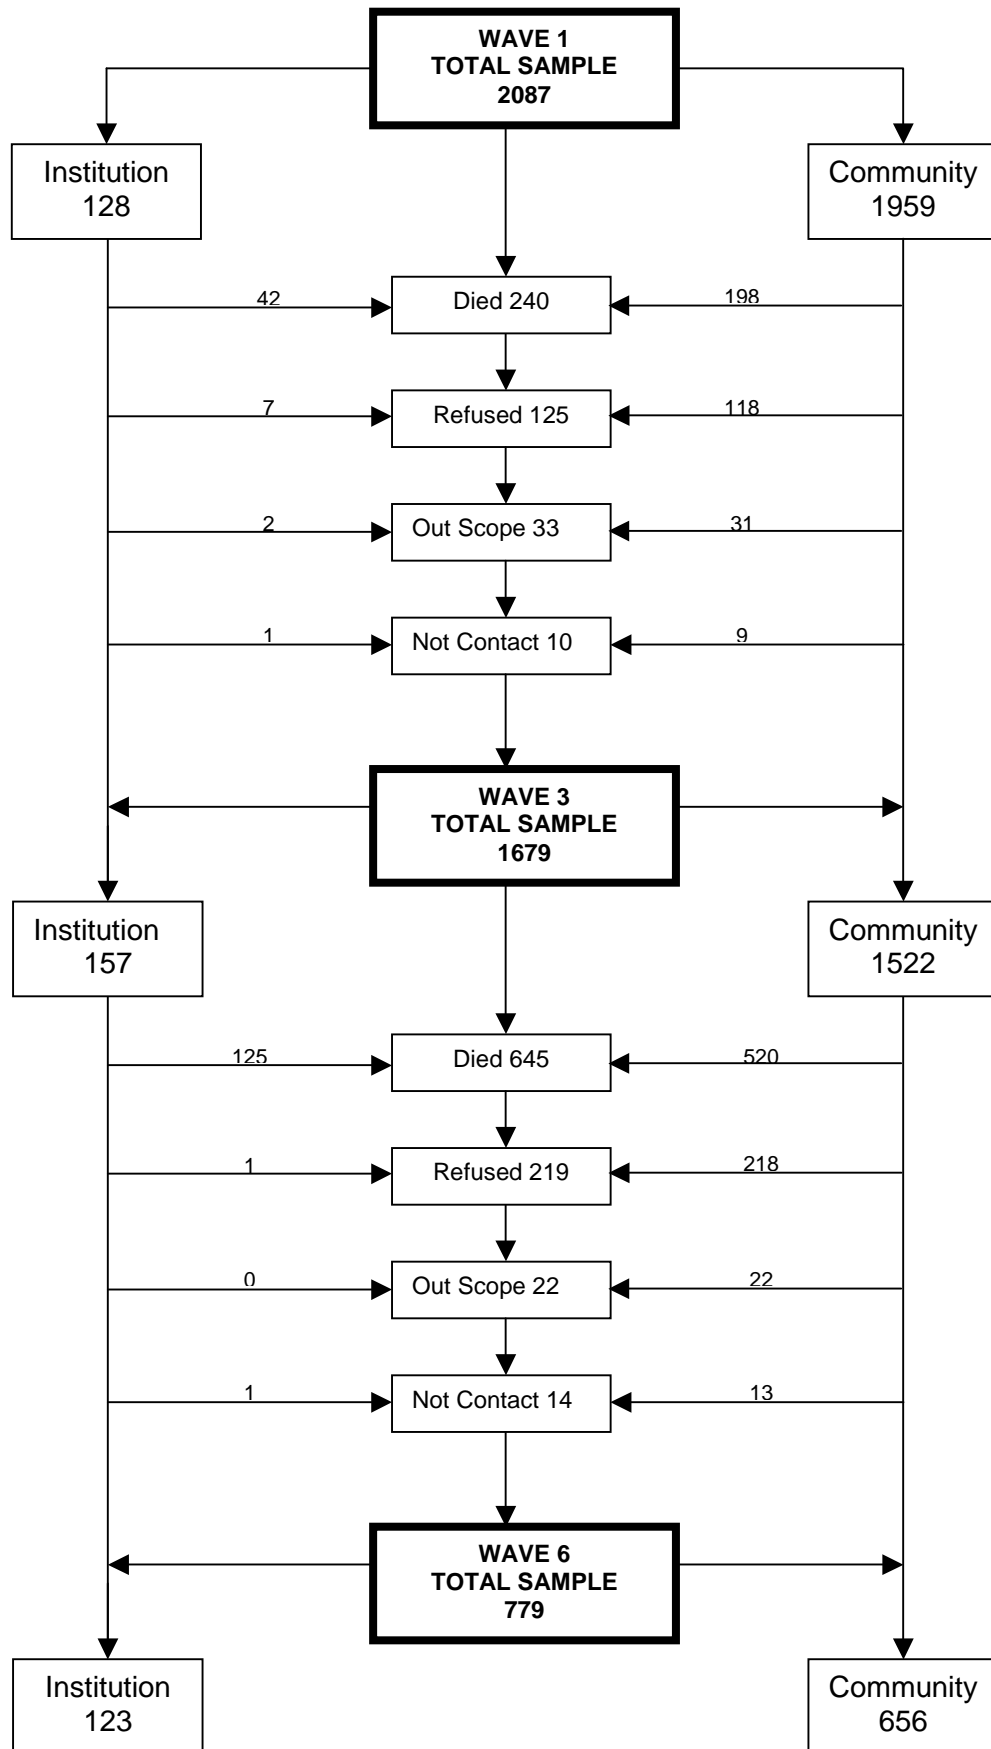 WAVE 1
TOTAL SAMPLE
2087
Institution
128
Community
1959
42
Died 240
198
7
Refused 125
118
2
Out Scope 33
31
1
Not Contact 10
9
WAVE 3
TOTAL SAMPLE
1679
Institution
157
Community
1522
125
Died 645
520
1
Refused 219
218
0
Out Scope 22
22
1
Not Contact 14
13
WAVE 6
TOTAL SAMPLE
779
Institution
123
Community
656